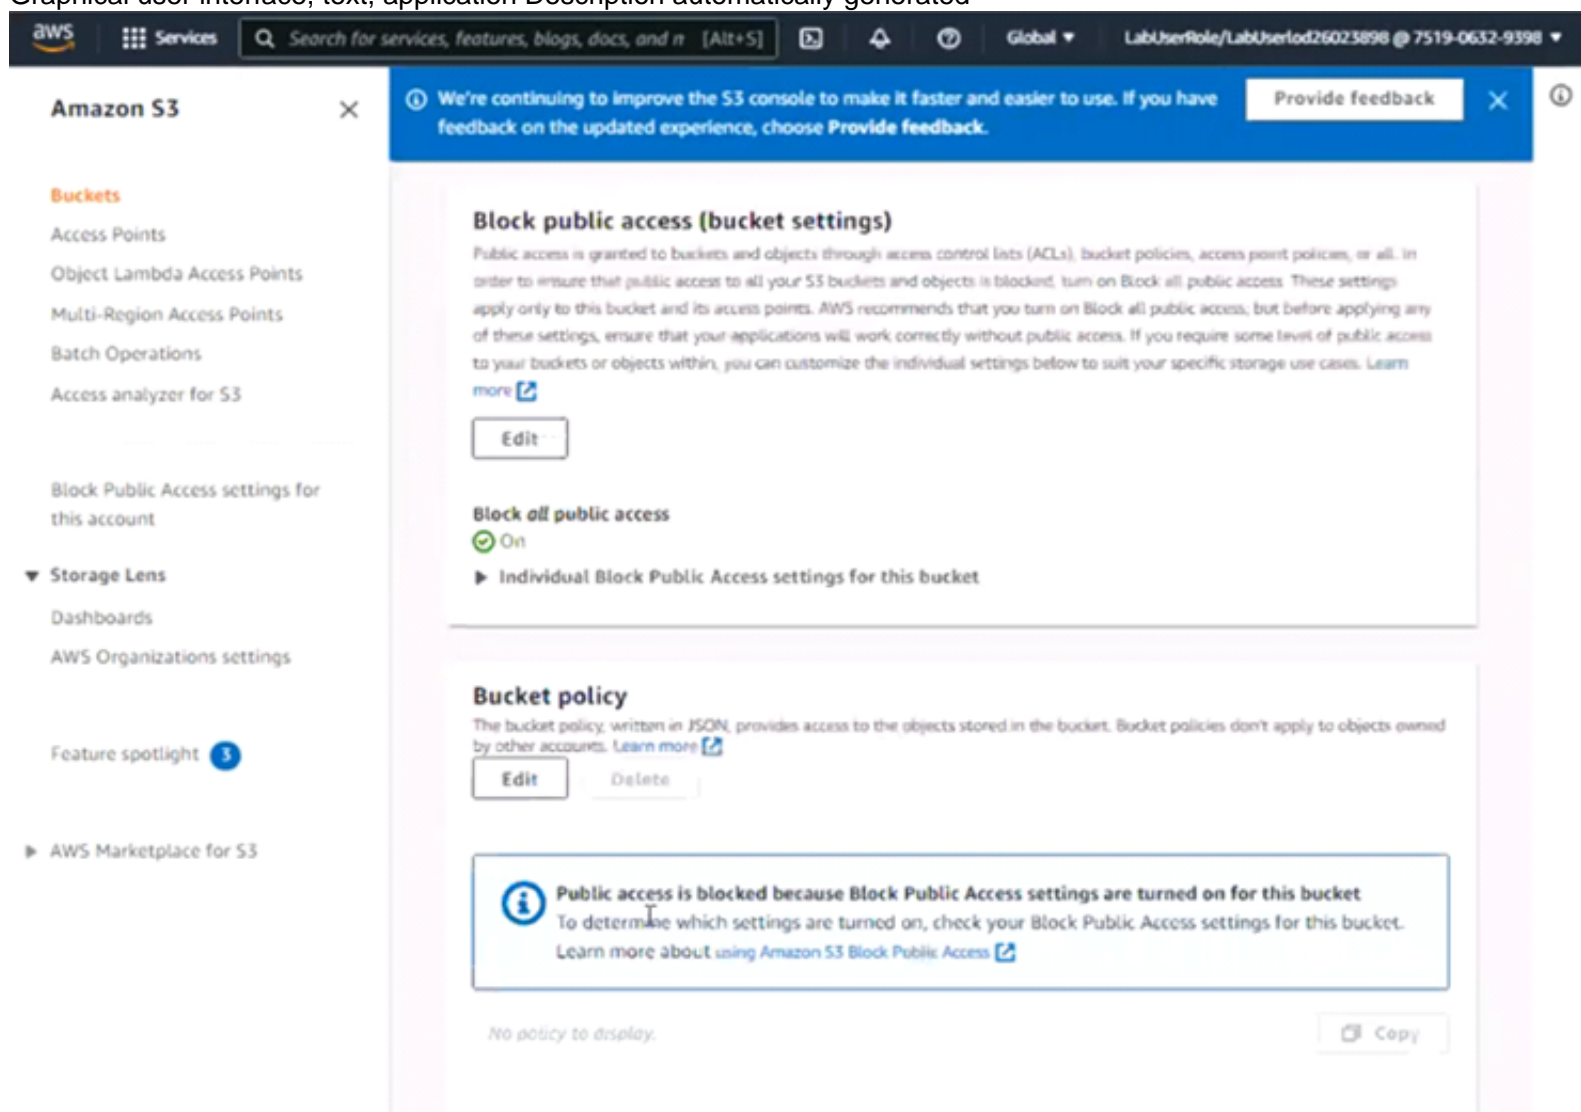 Graphical user interface, text, application Description automatically generated
aws
Services
Search for services, features, blogs, docs, and m [Alt+S]
Global
LabUserRole/LabUserlod26023898 @ 7519-0632-9398
Amazon S3
We're continuing to improve the S3 console to make it faster and easier to use. If you have
feedback on the updated experience, choose Provide feedback.
Provide feedback
Buckets
Access Points
Object Lambda Access Points
Multi-Region Access Points
Batch Operations
Access analyzer for S3
Block Public Access settings for
this account
Storage Lens
Dashboards
AWS Organizations settings
Feature spotlight 3
AWS Marketplace for S3
Block public access (bucket settings)
Public access is granted to buckets and objects through access control lists (ACLs), bucket policies, access point policies, or all. In
order to ensure that public access to all your S3 buckets and objects is blocked, turn on Block all public access. These settings
apply only to this bucket and its access points. AWS recommends that you turn on Block all public access, but before applying any
of these settings, ensure that your applications will work correctly without public access. If you require some level of public access
to your buckets or objects within, you can customize the individual settings below to suit your specific storage use cases. Learn
more
Edit
Block all public access
On
Individual Block Public Access settings for this bucket
Bucket policy
The bucket policy, written in JSON, provides access to the objects stored in the bucket. Bucket policies don't apply to objects owned
by other accounts. Learn more
Edit
Delete
Public access is blocked because Block Public Access settings are turned on for this bucket
To determine which settings are turned on, check your Block Public Access settings for this bucket.
Learn more about using Amazon S3 Block Public Access
No policy to display.
Copy